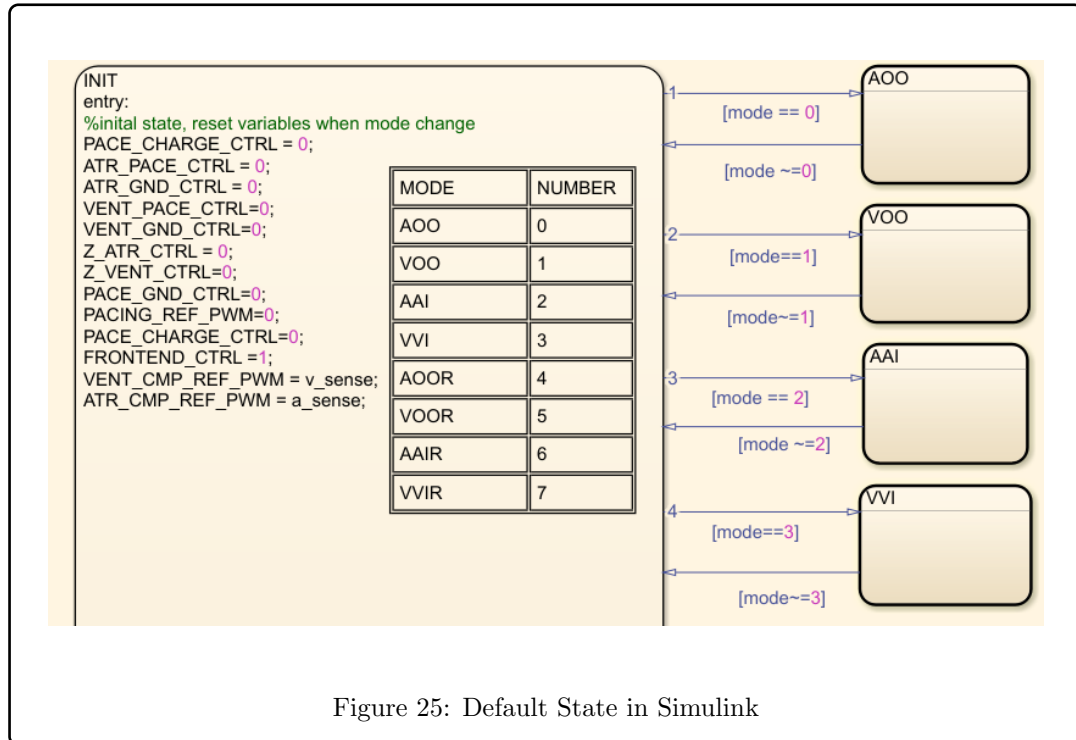 INIT
entry:
%inital state, reset variables when mode change
PACE_CHARGE_CTRL = 0;
ATR_PACE_CTRL = 0;
ATR_GND_CTRL = 0;
VENT_PACE_CTRL=0;
VENT_GND_CTRL=0;
Z_ATR_CTRL = 0;
Z_VENT_CTRL=0;
PACE_GND_CTRL=0;
PACING_REF_PWM=0;
PACE_CHARGE_CTRL=0;
FRONTEND_CTRL =1;
VENT_CMP_REF_PWM = v_sense;
ATR_CMP_REF_PWM = a_sense;
MODE NUMBER
AOO 0
VOO 1
AAI 2
VVI 3
AOOR 4
VOOR 5
AAIR 6
VVIR 7
1
[mode == 0]
[mode ~=0]
AOO
2
[mode==1]
[mode~=1]
VOO
3
[mode == 2]
[mode ~=2]
AAI
4
[mode==3]
[mode~=3]
VVI
Figure 25: Default State in Simulink